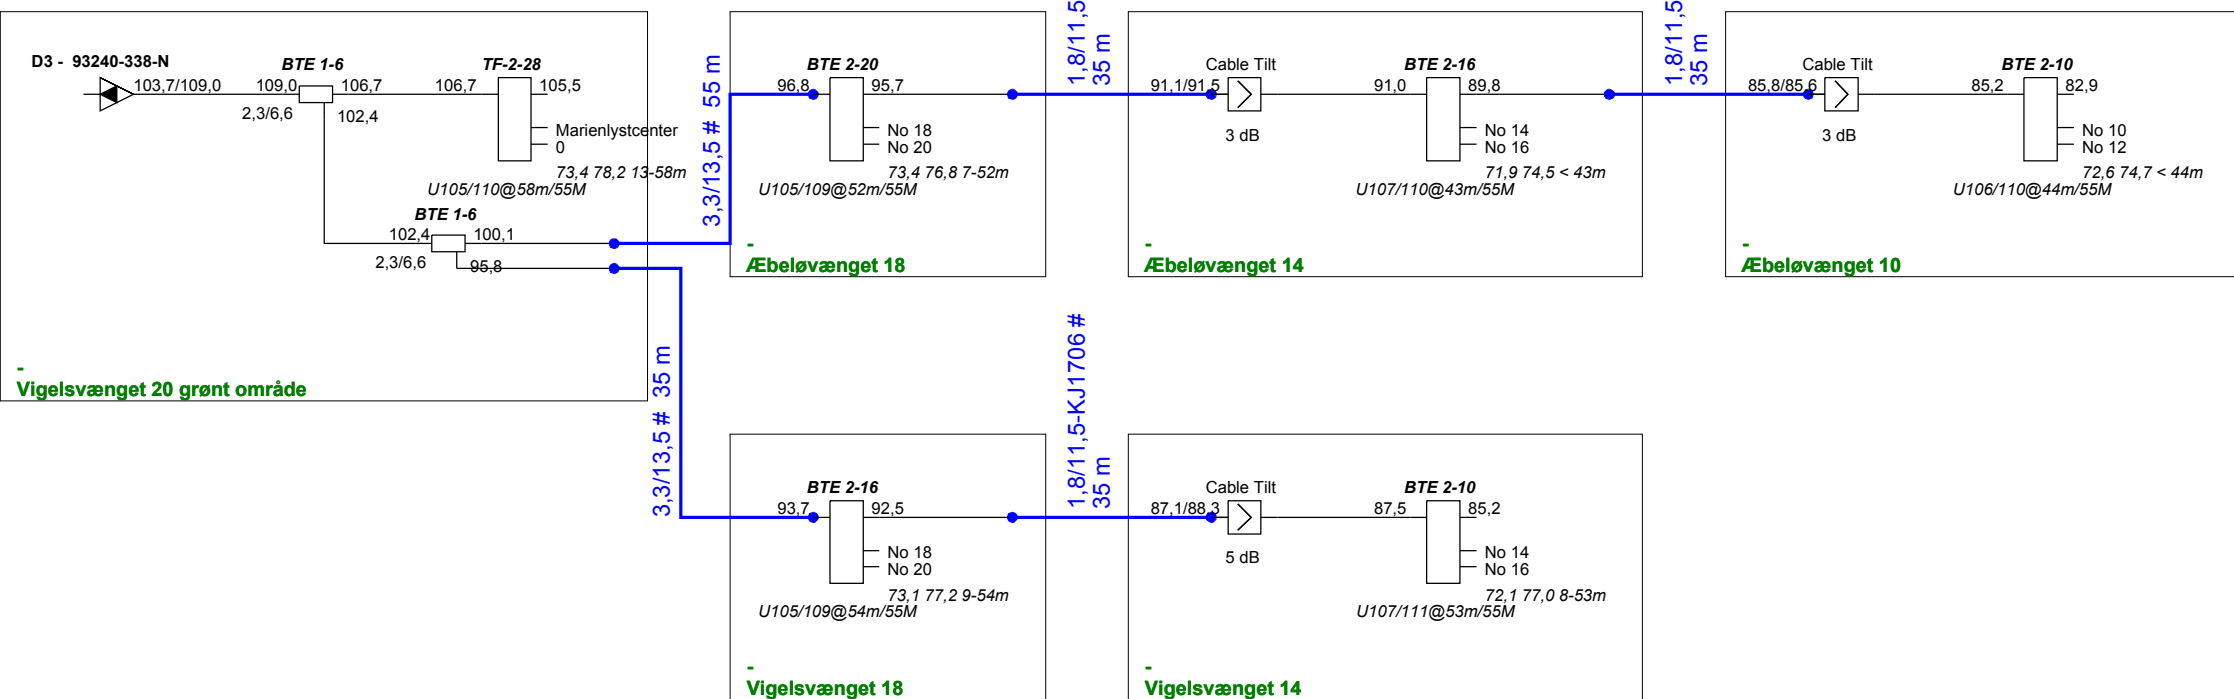 D3 - 93240-338-N
103,7/109,0
BTE 1-6
109,0
106,7
2,3/6,6
102,4
TF-2-28
106,7
105,5
Marienlystcenter
0
73,4 78,2 13-58m
U105/110@58m/55M
BTE 1-6
102,4
100,1
2,3/6,6
95,8
-
Vigelsvænget 20 grønt område
3,3/13,5 # 55 m
BTE 2-20
96,8
95,7
No 18
No 20
73,4 76,8 7-52m
U105/109@52m/55M
-
Æbeløvænget 18
1,8/11,5
35 m
Cable Tilt
91,1/91,5
3 dB
BTE 2-16
91,0
89,8
No 14
No 16
71,9 74,5 < 43m
U107/110@43m/55M
-
Æbeløvænget 14
1,8/11,5
35 m
Cable Tilt
85,8/85,6
3 dB
BTE 2-10
85,2
82,9
No 10
No 12
72,6 74,7 < 44m
U106/110@44m/55M
-
Æbeløvænget 10
3,3/13,5 # 35 m
BTE 2-16
93,7
92,5
No 18
No 20
73,1 77,2 9-54m
U105/109@54m/55M
-
Vigelsvænget 18
1,8/11,5-KJ1706 #
35 m
Cable Tilt
87,1/88,3
5 dB
BTE 2-10
87,5
85,2
No 14
No 16
72,1 77,0 8-53m
U107/111@53m/55M
-
Vigelsvænget 14